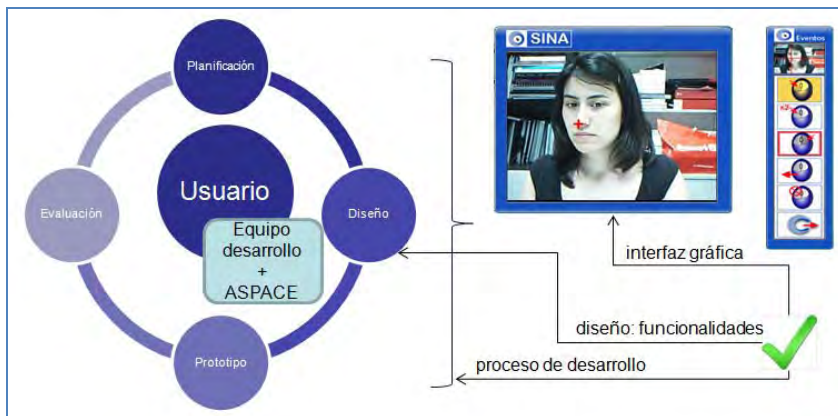 Planificación
Usuario
Evaluación
Diseño
Equipo
desarrollo
+
ASPACE
Prototipo
SINA
Eventos
interfaz gráfica
diseño: funcionalidades
proceso de desarrollo